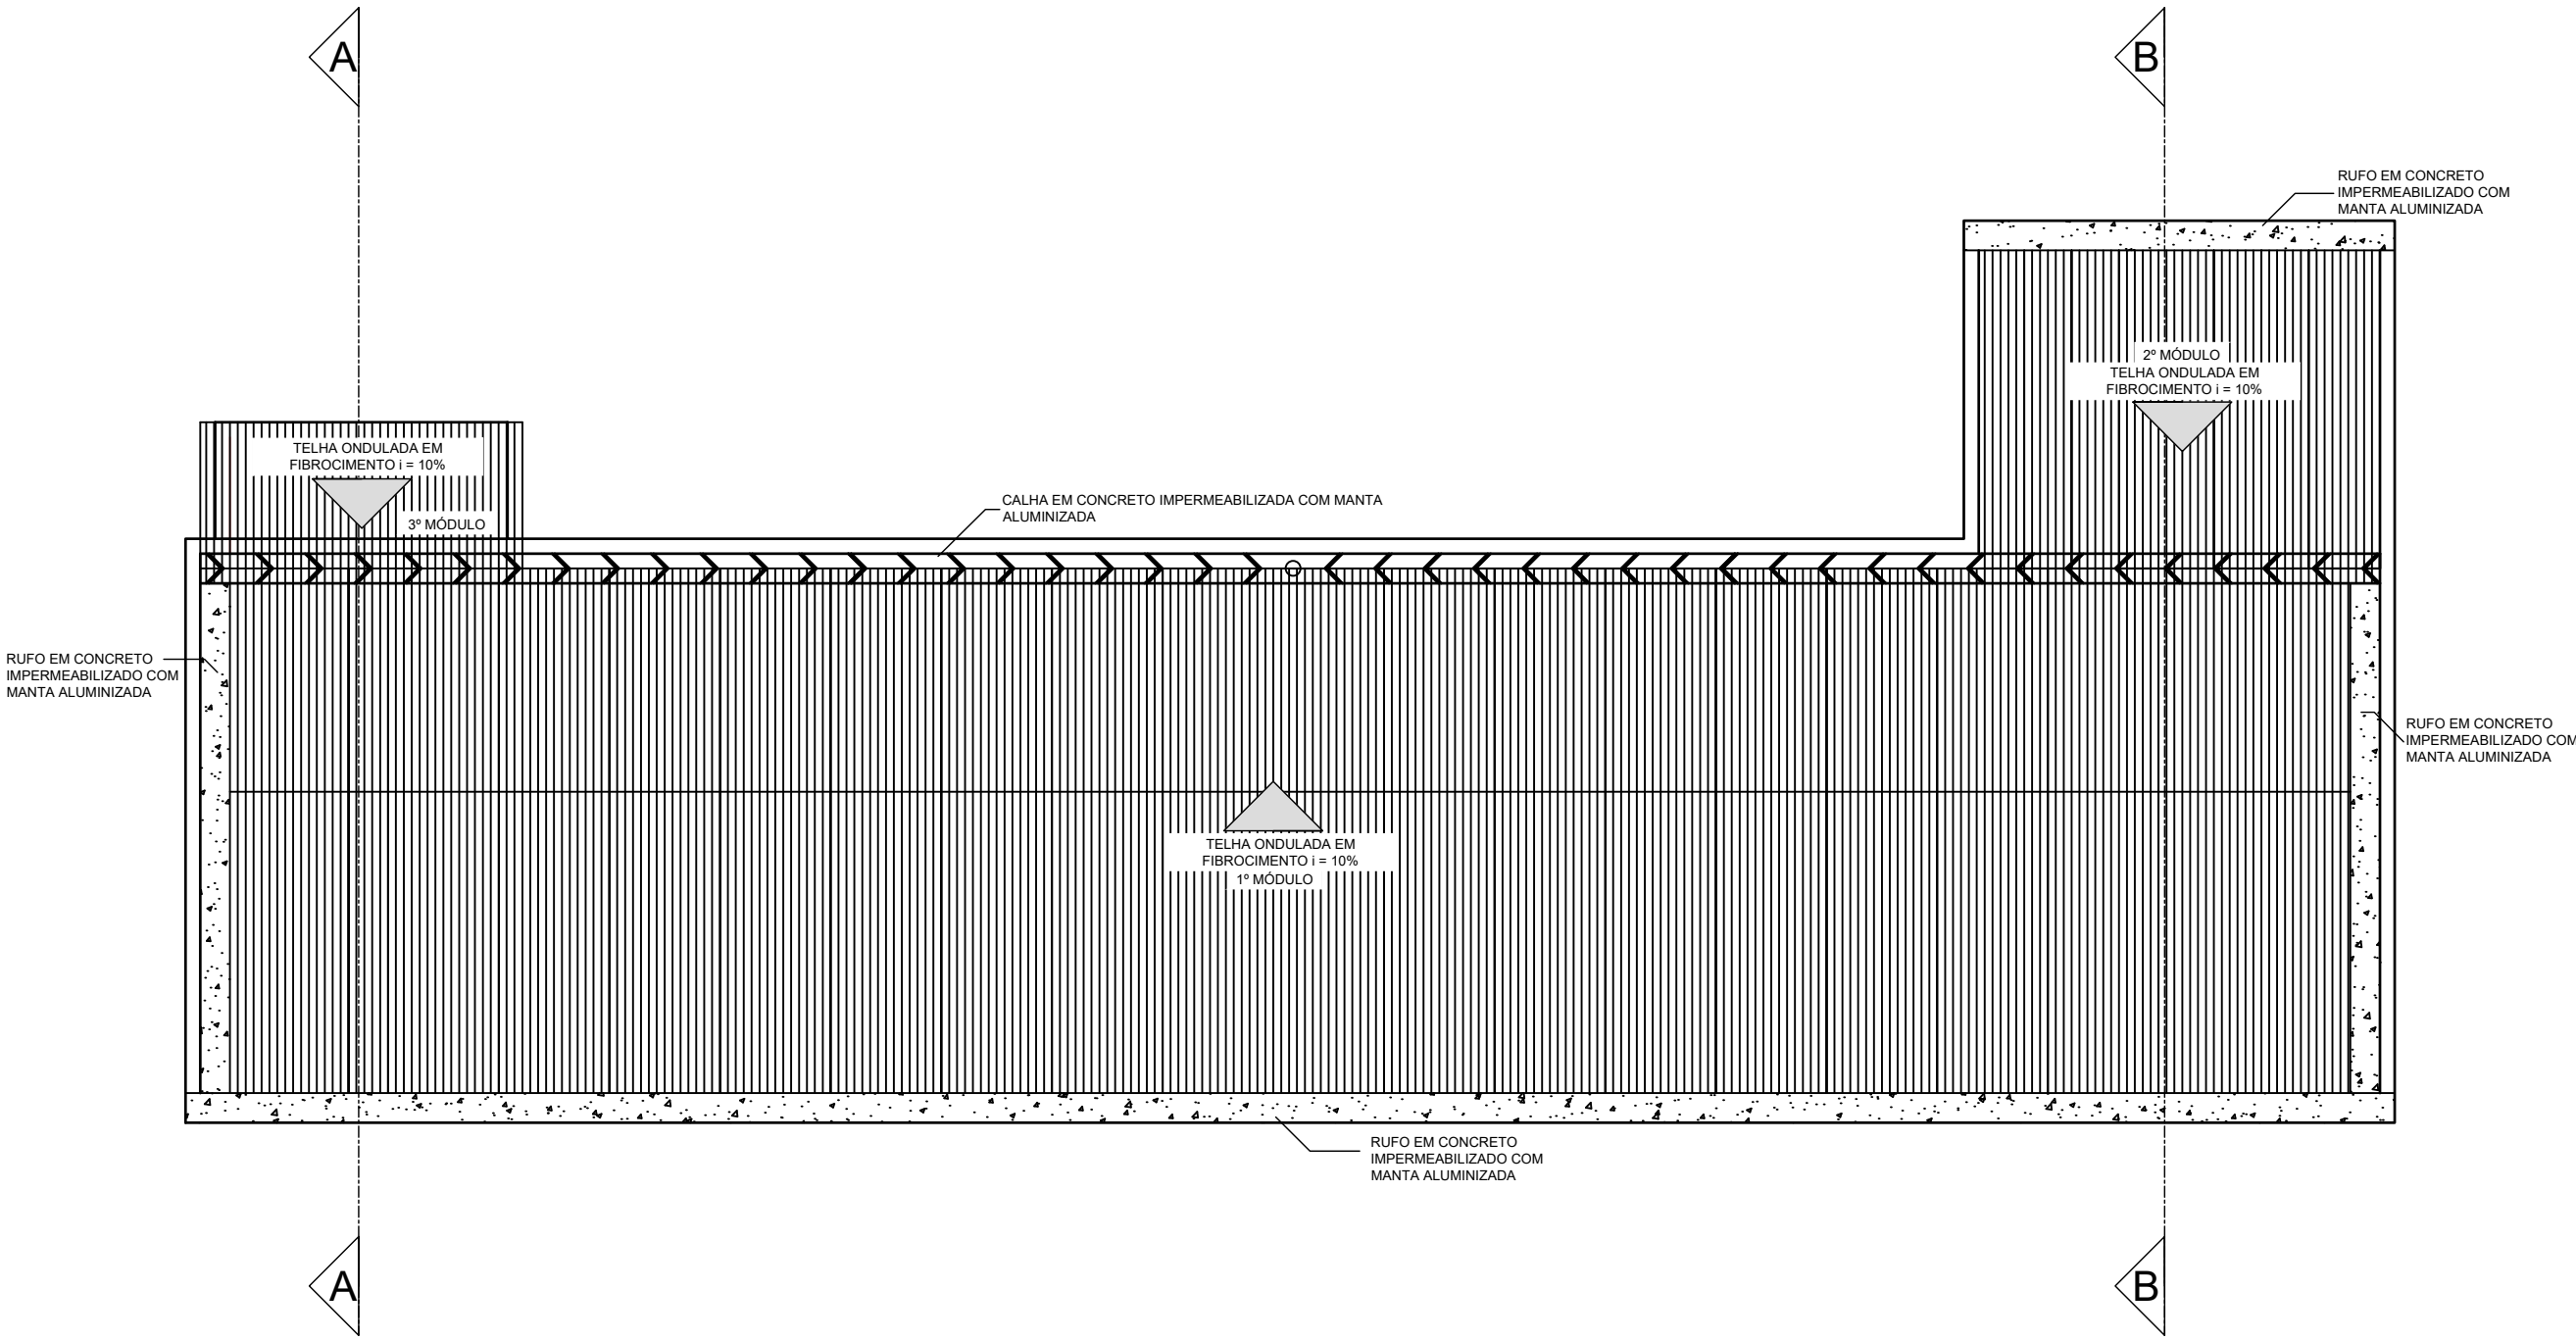 A
B
RUFO EM CONCRETO
IMPERMEABILIZADO COM
MANTA ALUMINIZADA
2º MÓDULO
TELHA ONDULADA EM
FIBROCIMENTO i = 10%
TELHA ONDULADA EM
FIBROCIMENTO i = 10%
3º MÓDULO
CALHA EM CONCRETO IMPERMEABILIZADA COM MANTA
ALUMINIZADA
RUFO EM CONCRETO
IMPERMEABILIZADO COM
MANTA ALUMINIZADA
RUFO EM CONCRETO
IMPERMEABILIZADO COM
MANTA ALUMINIZADA
TELHA ONDULADA EM
FIBROCIMENTO i = 10%
1º MÓDULO
RUFO EM CONCRETO
IMPERMEABILIZADO COM
MANTA ALUMINIZADA
A
B